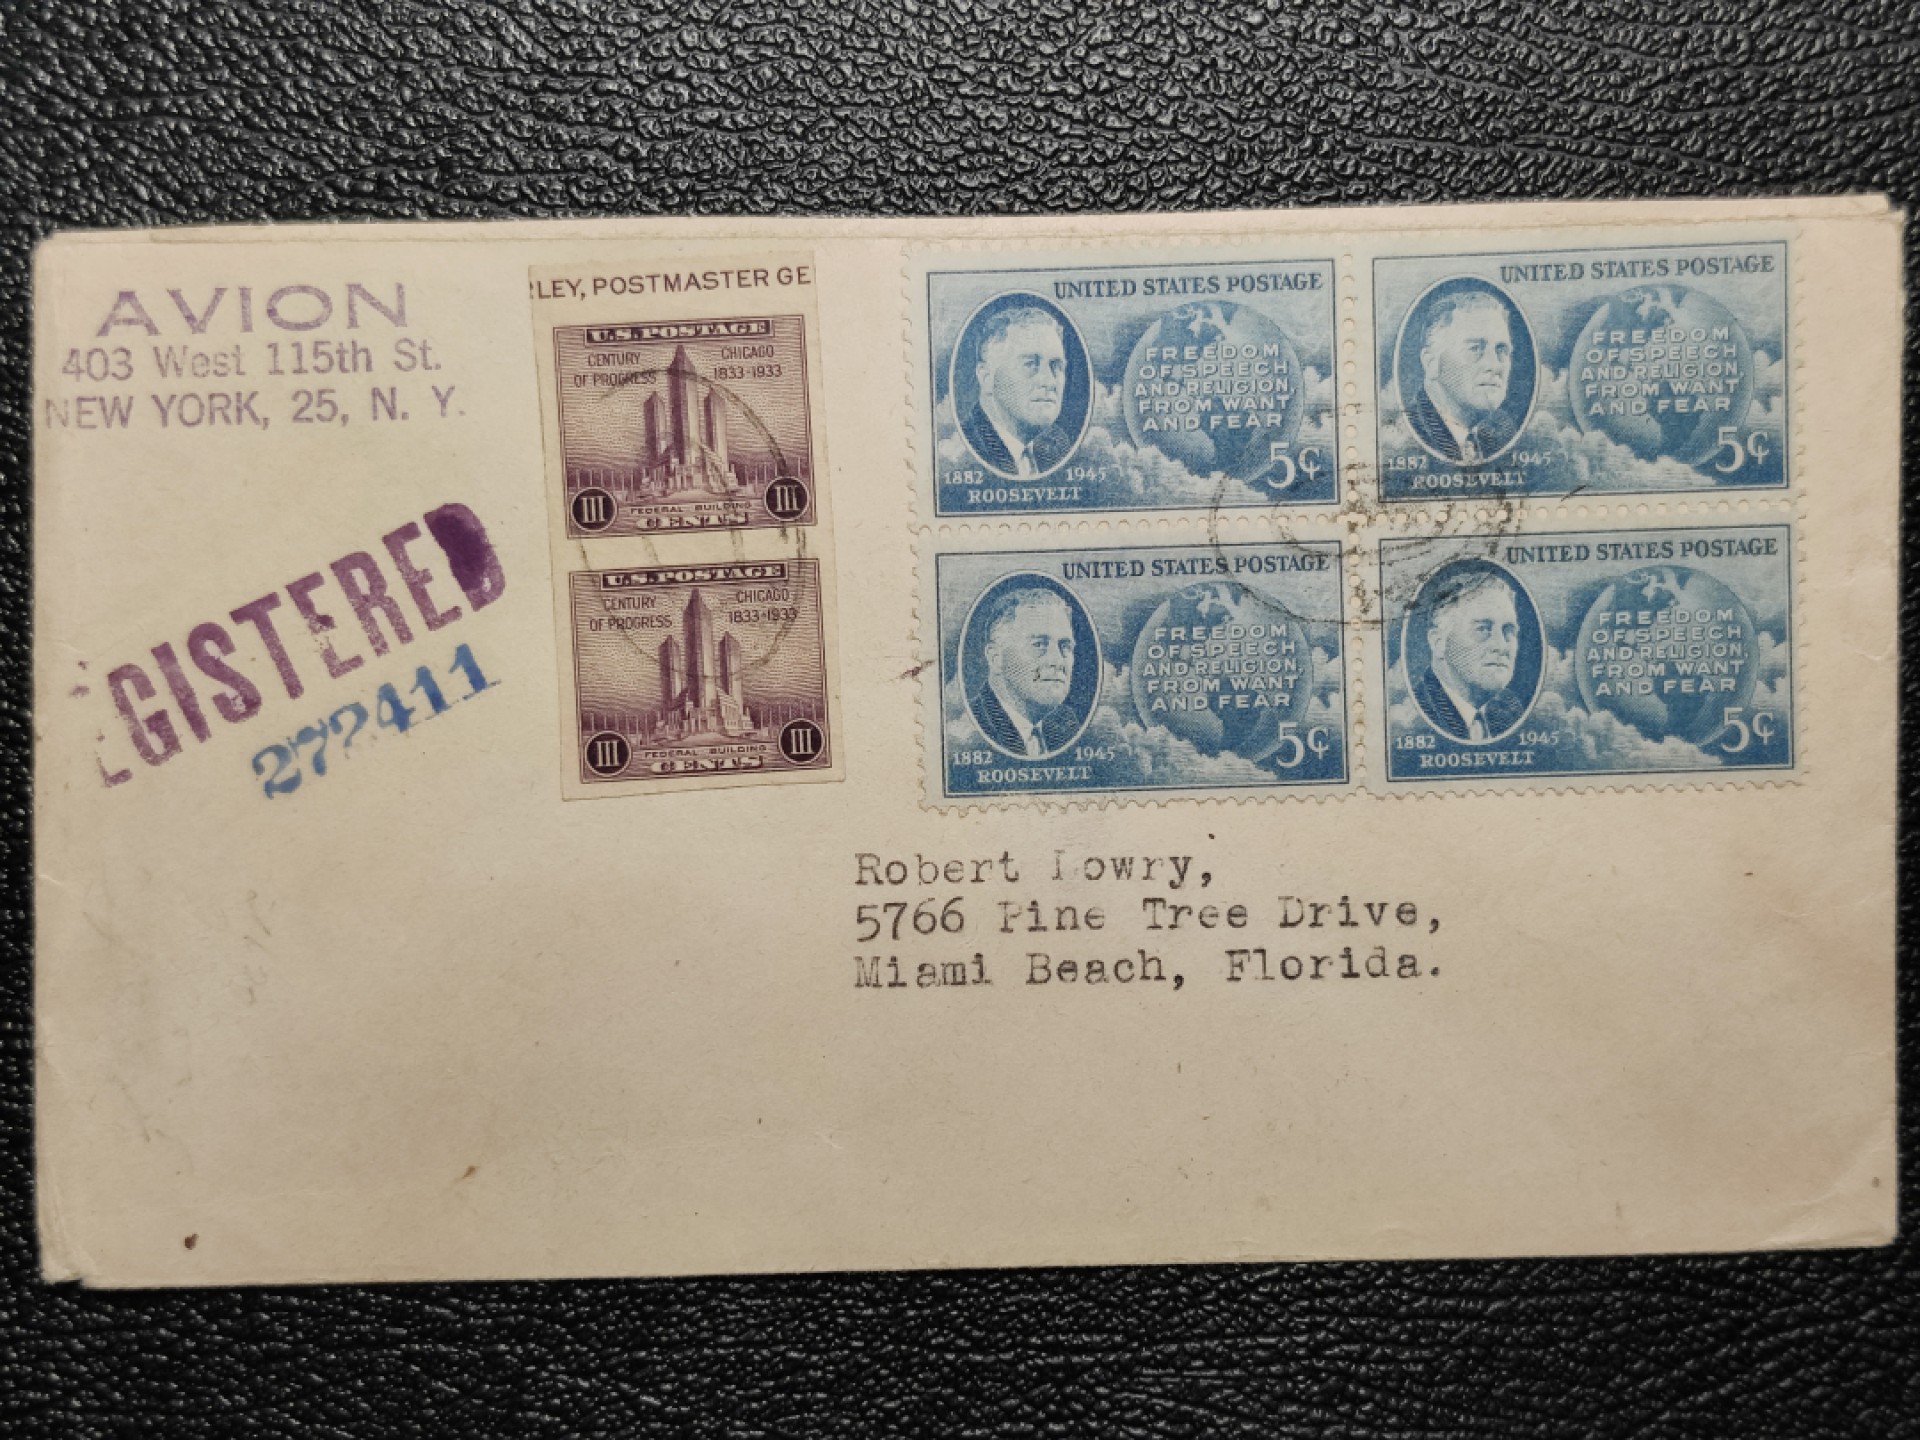 AVION
403 West 115th St.
NEW YORK, 25, N. Y.
EGISTERED
272411
LEY, POSTMASTER GE
U.S. POSTAGE
CENTURY OF PROGRESS
CHICAGO 1833-1933
III
FEDERAL BUILDING
CENTS
III
U.S. POSTAGE
CENTURY OF PROGRESS
CHICAGO 1833-1933
III
FEDERAL BUILDING
CENTS
III
UNITED STATES POSTAGE
FREEDOM
OF SPEECH
AND RELIGION,
FROM WANT
AND FEAR
5¢
1882 1945
ROOSEVELT
UNITED STATES POSTAGE
FREEDOM
OF SPEECH
AND RELIGION,
FROM WANT
AND FEAR
5¢
1882 1945
ROOSEVELT
UNITED STATES POSTAGE
FREEDOM
OF SPEECH
AND RELIGION,
FROM WANT
AND FEAR
5¢
1882 1945
ROOSEVELT
UNITED STATES POSTAGE
FREEDOM
OF SPEECH
AND RELIGION,
FROM WANT
AND FEAR
5¢
1882 1945
ROOSEVELT
Robert Lowry,
5766 Pine Tree Drive,
Miami Beach, Florida.